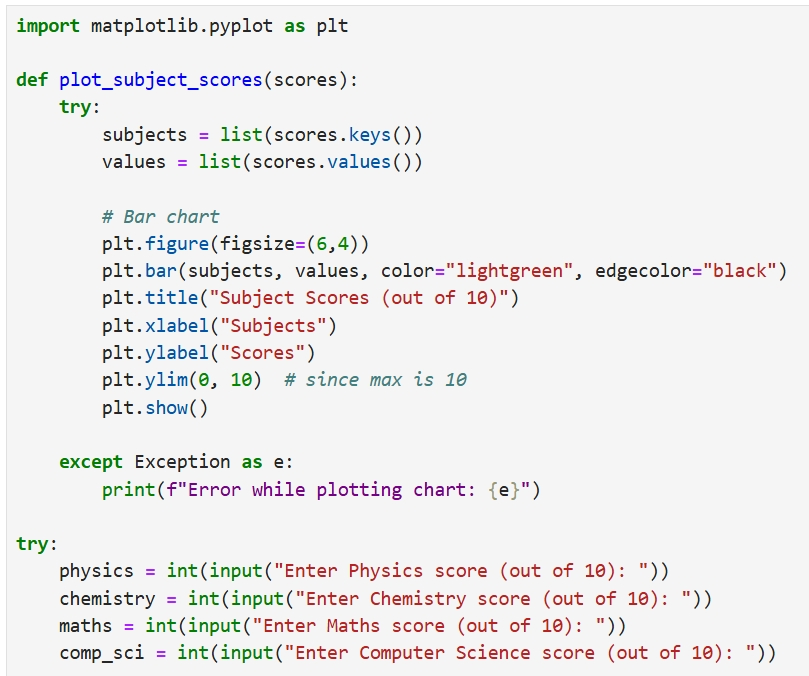 import matplotlib.pyplot as plt

def plot_subject_scores(scores):
    try:
        subjects = list(scores.keys())
        values = list(scores.values())

        # Bar chart
        plt.figure(figsize=(6,4))
        plt.bar(subjects, values, color="lightgreen", edgecolor="black")
        plt.title("Subject Scores (out of 10)")
        plt.xlabel("Subjects")
        plt.ylabel("Scores")
        plt.ylim(0, 10)  # since max is 10
        plt.show()

    except Exception as e:
        print(f"Error while plotting chart: {e}")

try:
    physics = int(input("Enter Physics score (out of 10): "))
    chemistry = int(input("Enter Chemistry score (out of 10): "))
    maths = int(input("Enter Maths score (out of 10): "))
    comp_sci = int(input("Enter Computer Science score (out of 10): "))